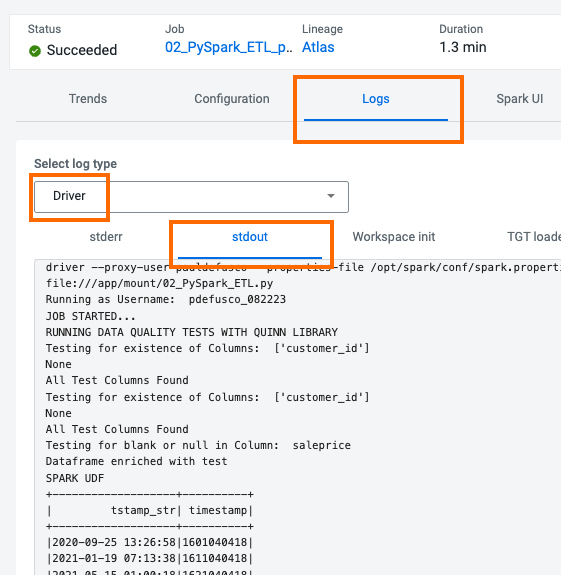 Status Job Lineage Duration
Succeeded 02_PySpark_ETL_p.. Atlas 1.3 min
Trends Configuration Logs Spark UI
Select log type
Driver
stderr stdout Workspace init TGT loade
driver --proxy-user pauldefusco --properties-file /opt/spark/conf/spark.properti
file:///app/mount/02_PySpark_ETL.py
Running as Username:  pdefusco_082223
JOB STARTED...
RUNNING DATA QUALITY TESTS WITH QUINN LIBRARY
Testing for existence of Columns:  ['customer_id']
None
All Test Columns Found
Testing for existence of Columns:  ['customer_id']
None
All Test Columns Found
Testing for blank or null in Column:  saleprice
Dataframe enriched with test
SPARK UDF
+-------------------+----------+
|         tstamp_str| timestamp|
+-------------------+----------+
|2020-09-25 13:26:58|1601040418|
|2021-01-19 07:13:38|1611040418|
|2021-05-15 01:00:18|1621040418|